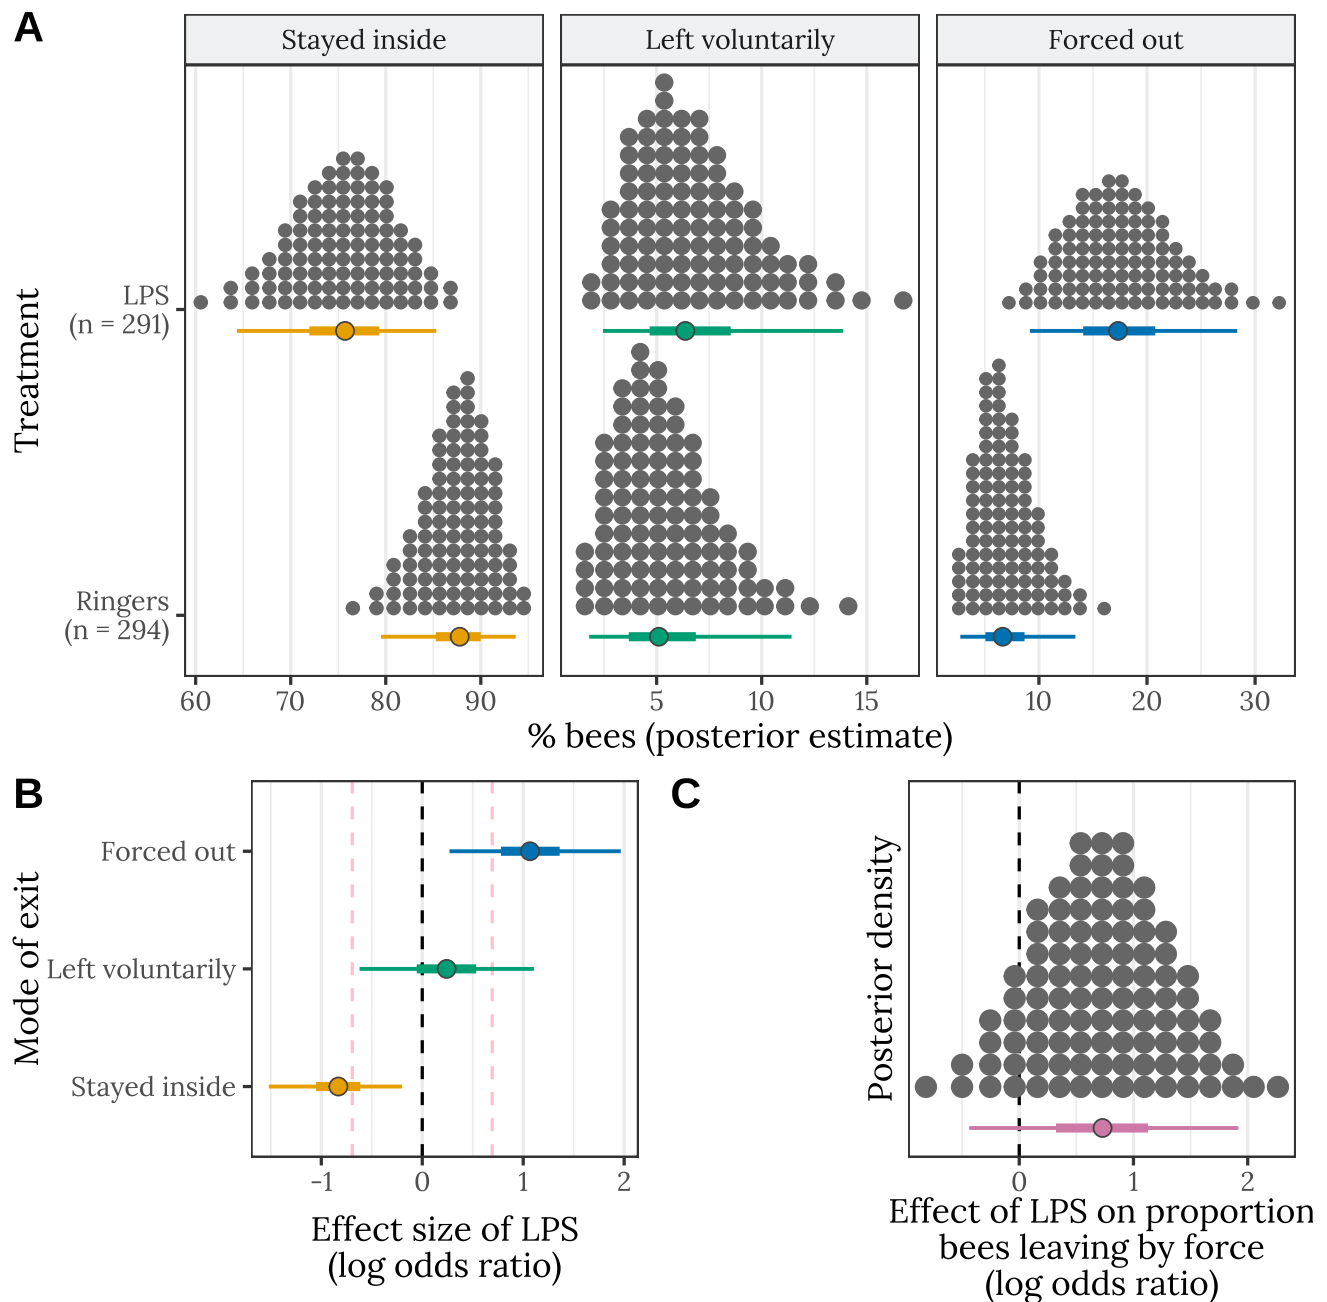 A
Stayed inside
Left voluntarily
Forced out
Treatment
LPS
(n = 291)
Ringers
(n = 294)
60 70 80 90
5 10 15
10 20 30
% bees (posterior estimate)
B
Mode of exit
Forced out
Left voluntarily
Stayed inside
-1 0 1 2
Effect size of LPS
(log odds ratio)
C
Posterior density
0 1 2
Effect of LPS on proportion
bees leaving by force
(log odds ratio)